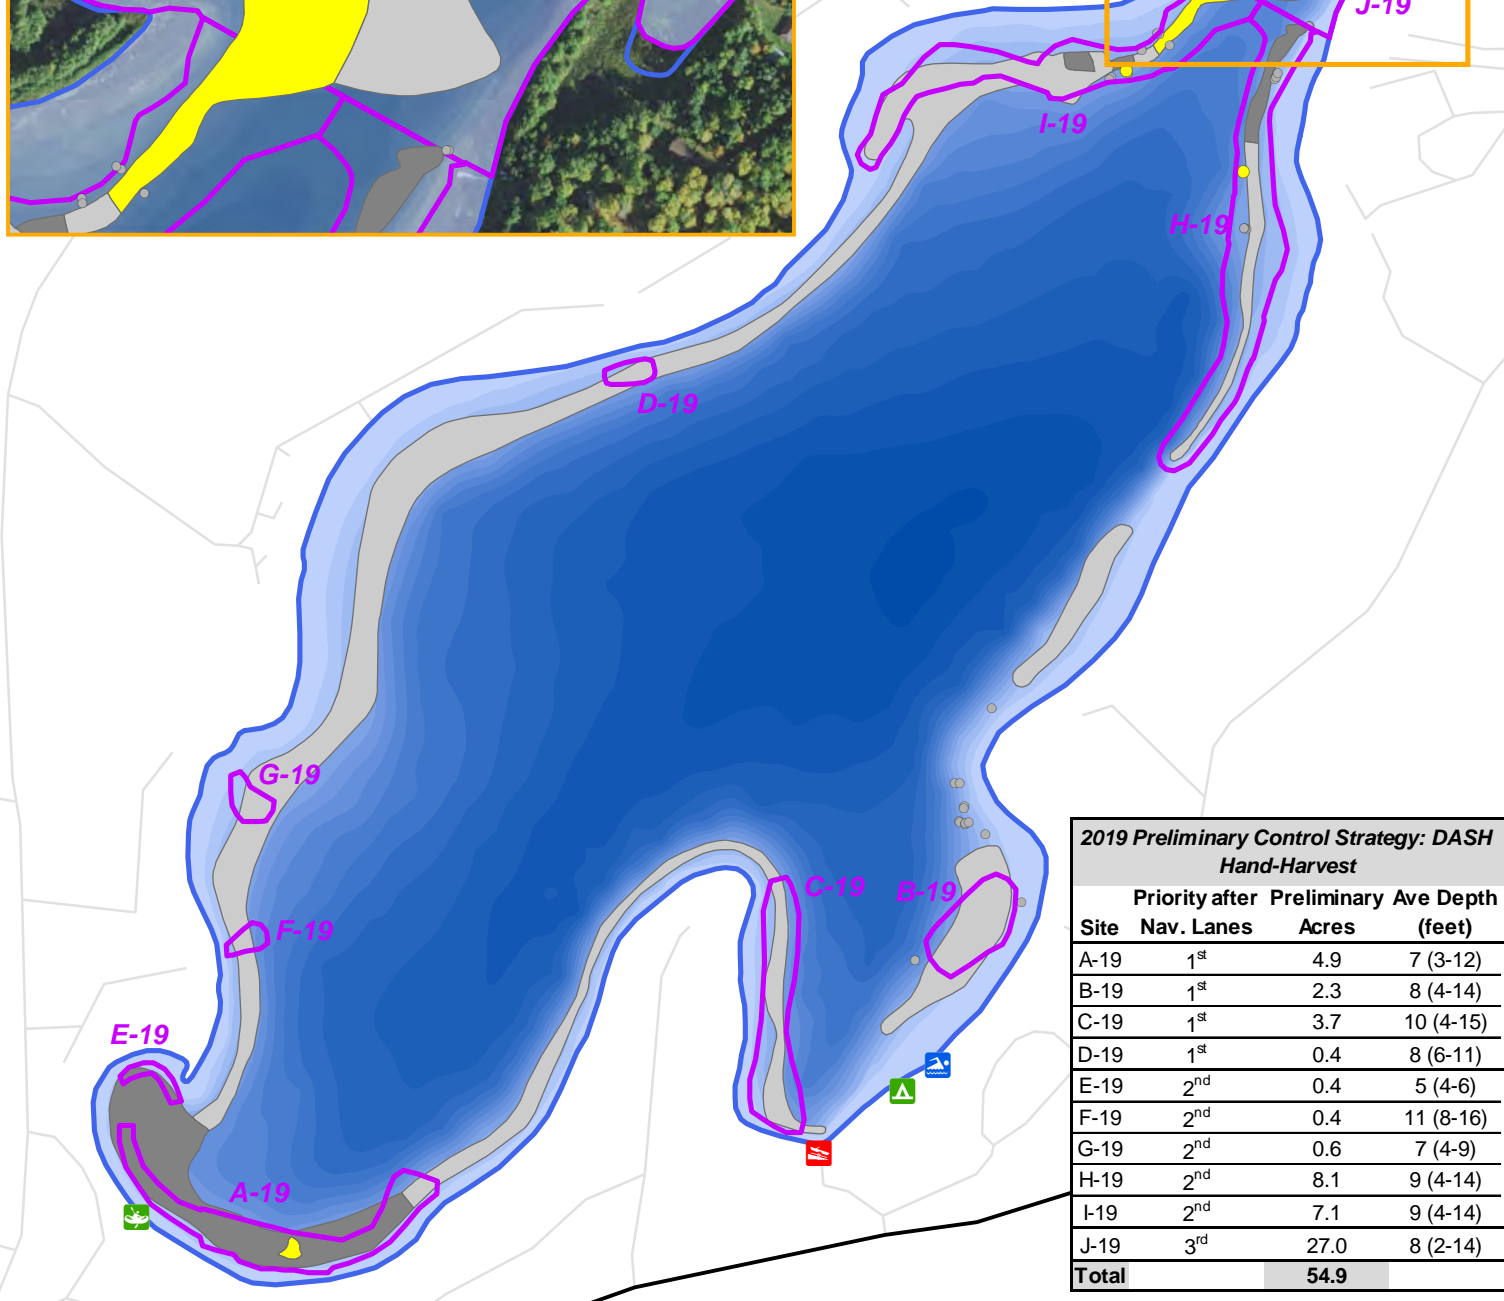 J-19
I-19
H-19
D-19
G-19
C-19
B-19
F-19
E-19
A-19
2019 Preliminary Control Strategy: DASH
Hand-Harvest
Priority after Preliminary Ave Depth
Site Nav. Lanes Acres (feet)
A-19 1st 4.9 7 (3-12)
B-19 1st 2.3 8 (4-14)
C-19 1st 3.7 10 (4-15)
D-19 1st 0.4 8 (6-11)
E-19 2nd 0.4 5 (4-6)
F-19 2nd 0.4 11 (8-16)
G-19 2nd 0.6 7 (4-9)
H-19 2nd 8.1 9 (4-14)
I-19 2nd 7.1 9 (4-14)
J-19 3rd 27.0 8 (2-14)
Total 54.9